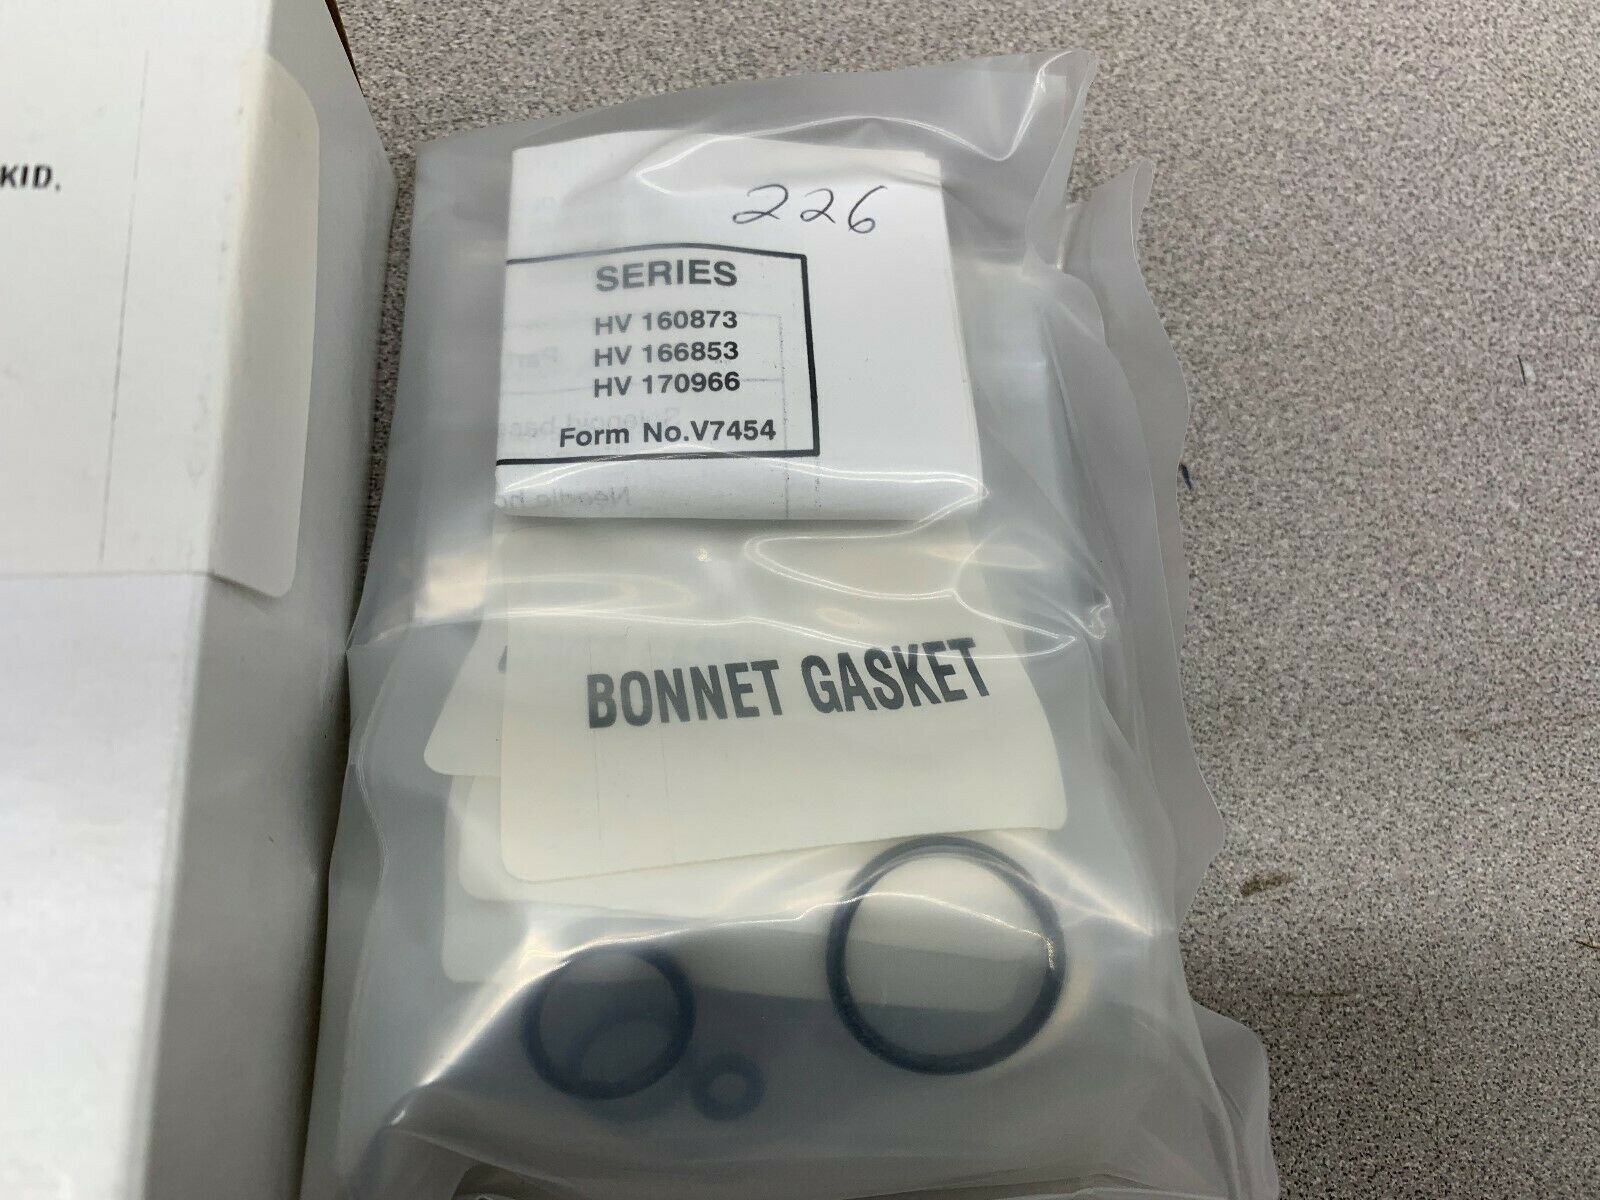 KID.
226
SERIES
HV 160873
HV 166853
HV 170966
Form No.V7454
BONNET GASKET